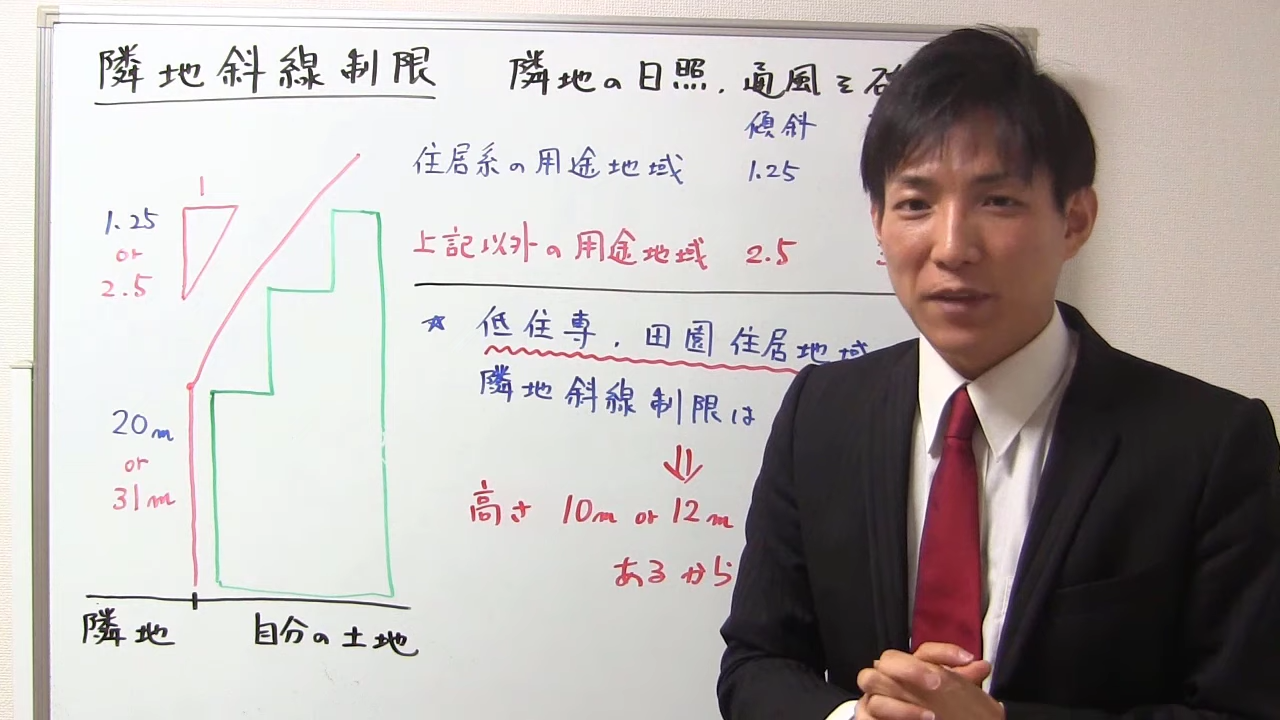 隣地斜線制限
隣地の日照、通風を
傾斜
住居系の用途地域 1.25
上記以外の用途地域 2.5
1
1.25
or
2.5
20m
or
31m
隣地
自分の土地
☆ 低住専、田園住居地域
隣地斜線制限は
⇓
高さ 10m or 12m
あるから